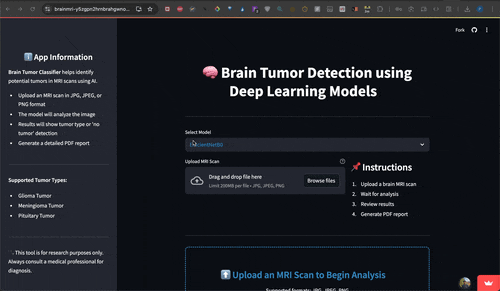 Fork
App Information
Brain Tumor Classifier helps identify
potential tumors in MRI scans using AI.
Upload an MRI scan in JPG, JPEG, or
PNG format
The model will analyze the image
Results will show tumor type or 'no
tumor' detection
Generate a detailed PDF report
Supported Tumor Types:
Glioma Tumor
Meningioma Tumor
Pituitary Tumor
This tool for research purposes only.
Always consult a medical professional for
diagnosis.
Brain Tumor Detection using
Deep Learning Models
Select Model
Upload MRI Scan
Drag and drop file here
Limit 200MB per file • JPG, JPEG, PNG
Browse files
Instructions
1. Upload a brain MRI scan
2. Wait for analysis
3. Review results
4. Generate PDF report
Upload an MRI Scan to Begin Analysis
Supported formats: JPG, JPEG, PNG